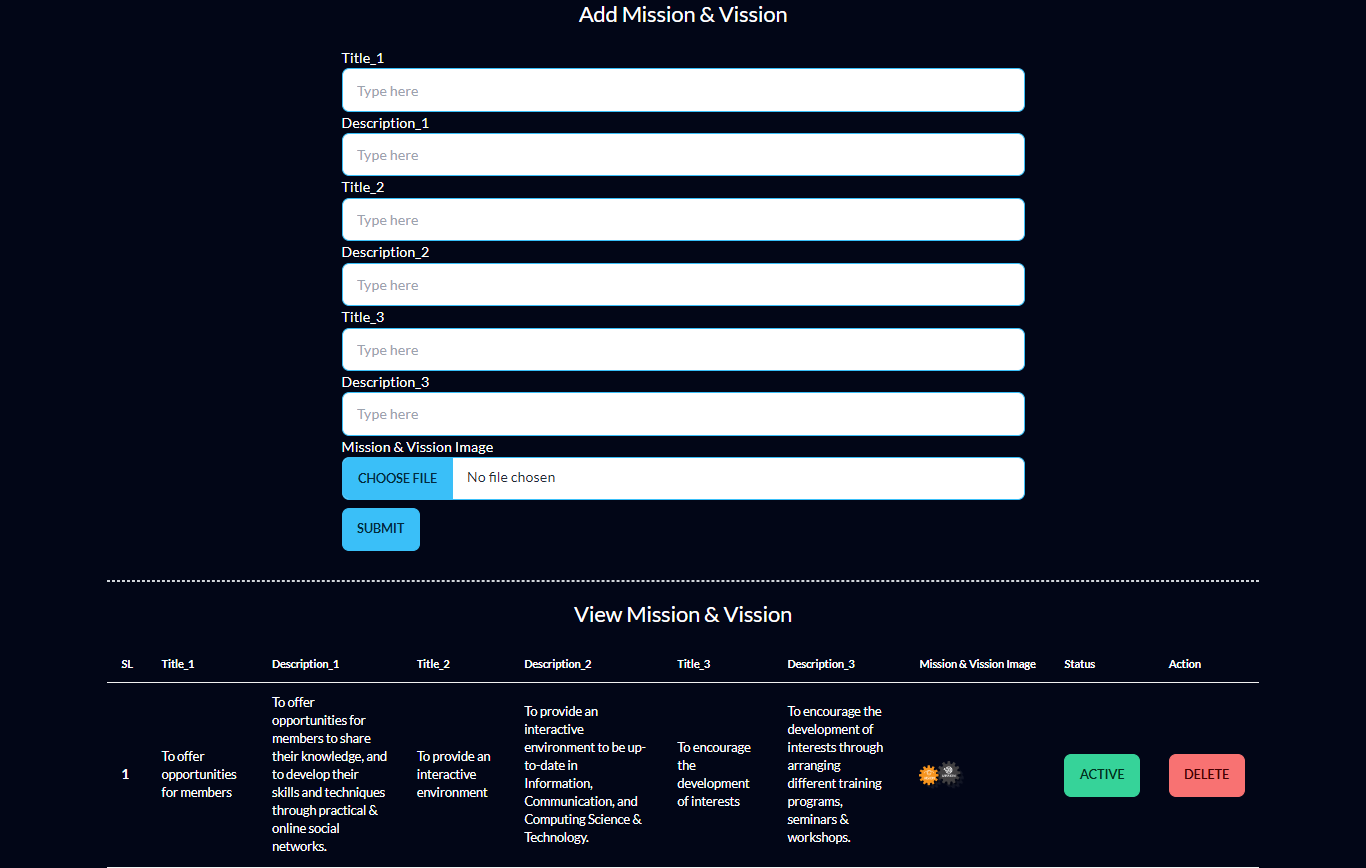 Add Mission & Vission
Title_1
Type here
Description_1
Type here
Title_2
Type here
Description_2
Type here
Title_3
Type here
Description_3
Type here
Mission & Vission Image
CHOOSE FILE No file chosen
SUBMIT
View Mission & Vission
SL Title_1 Description_1 Title_2 Description_2 Title_3 Description_3 Mission & Vission Image Status Action
1
To offer
opportunities
for members
To offer
opportunities for
members to share
their knowledge, and
to develop their
skills and techniques
through practical &
online social
networks.
To provide an
interactive
environment
To provide an
interactive
environment to be up-
to-date in
Information,
Communication, and
Computing Science &
Technology.
To encourage
the
development
of interests
To encourage the
development of
interests through
arranging
different training
programs,
seminars &
workshops.
ACTIVE
DELETE